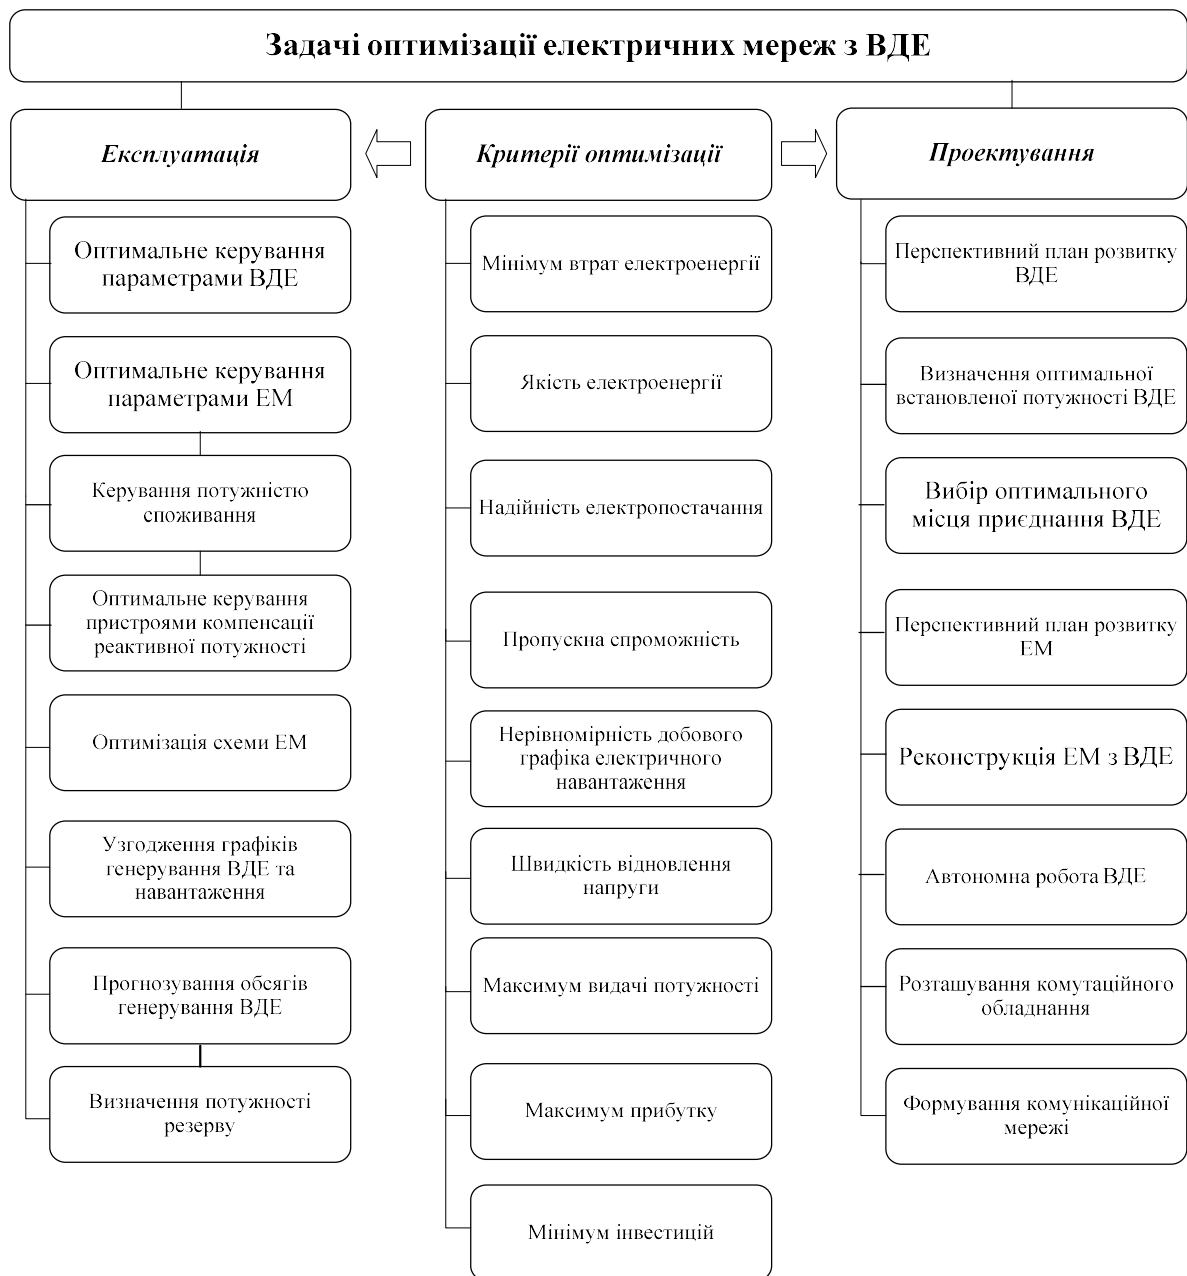 Задачі оптимізації електричних мереж з ВДЕ
Експлуатація
Оптимальне керування
параметрами ВДЕ
Оптимальне керування
параметрами ЕМ
Керування потужністю
споживання
Оптимальне керування
пристроями компенсації
реактивної потужності
Оптимізація схеми ЕМ
Узгодження графіків
генерування ВДЕ та
навантаження
Прогнозування обсягів
генерування ВДЕ
Визначення потужності
резерву
Критерії оптимізації
Мінімум втрат електроенергії
Якість електроенергії
Надійність електропостачання
Пропускна спроможність
Нерівномірність добового
графіка електричного
навантаження
Швидкість відновлення
напруги
Максимум видачі потужності
Максимум прибутку
Мінімум інвестицій
Проектування
Перспективний план розвитку
ВДЕ
Визначення оптимальної
встановленої потужності ВДЕ
Вибір оптимального
місця приєднання ВДЕ
Перспективний план розвитку
ЕМ
Реконструкція ЕМ з ВДЕ
Автономна робота ВДЕ
Розташування комутаційного
обладнання
Формування комунікаційної
мережі